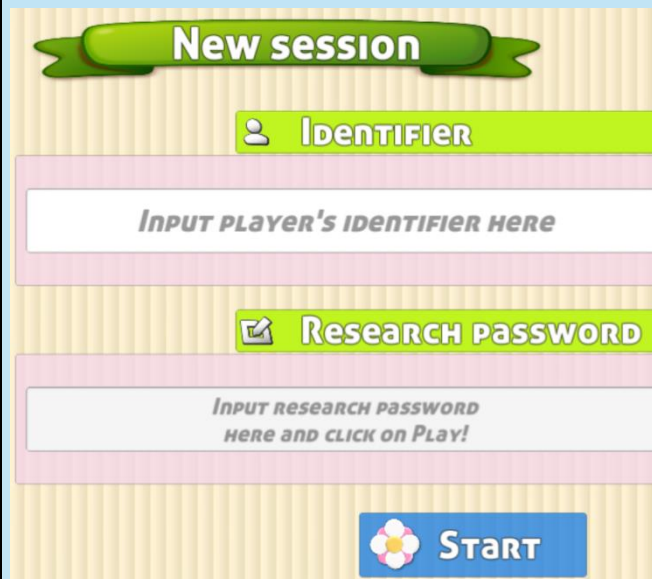 New session
Identifier
Input player's identifier here
Research password
Input research password
here and click on Play!
Start